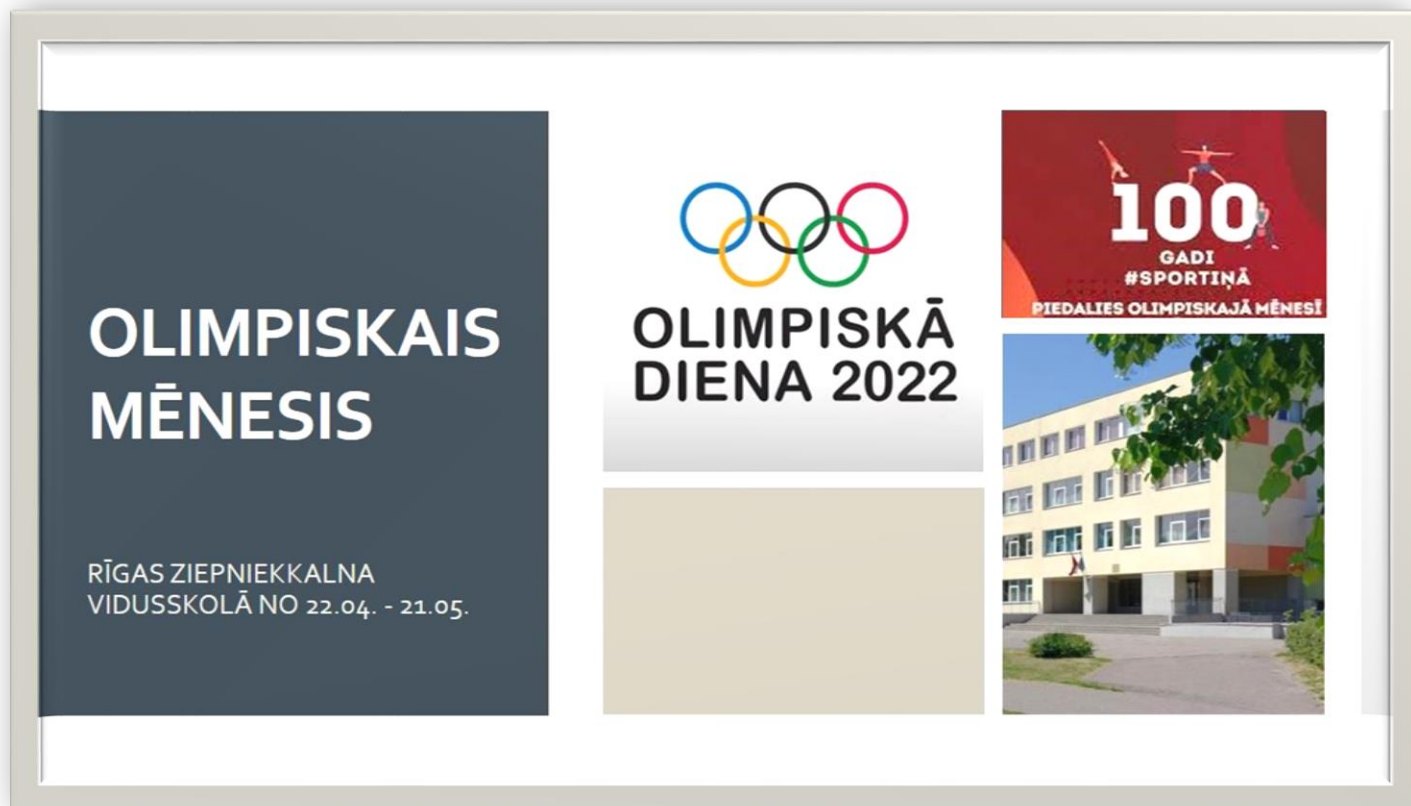 OLIMPISKAIS
MĒNESIS
RĪGAS ZIEPNIEKKALNA
VIDUSSKOLĀ NO 22.04. - 21.05.
OLIMPISKĀ
DIENA 2022
100
GADI
#SPORTIŅĀ
PIEDALIES OLIMPISKAJĀ MĒNESĪ